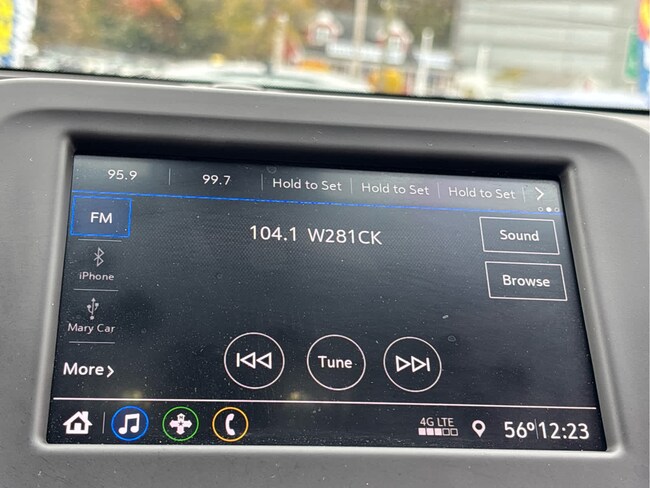 95.9 99.7 Hold to Set Hold to Set Hold to Set
FM
104.1 W281CK
Sound
iPhone
Browse
Mary Car
Tune
More
4G LTE
56° 12:23